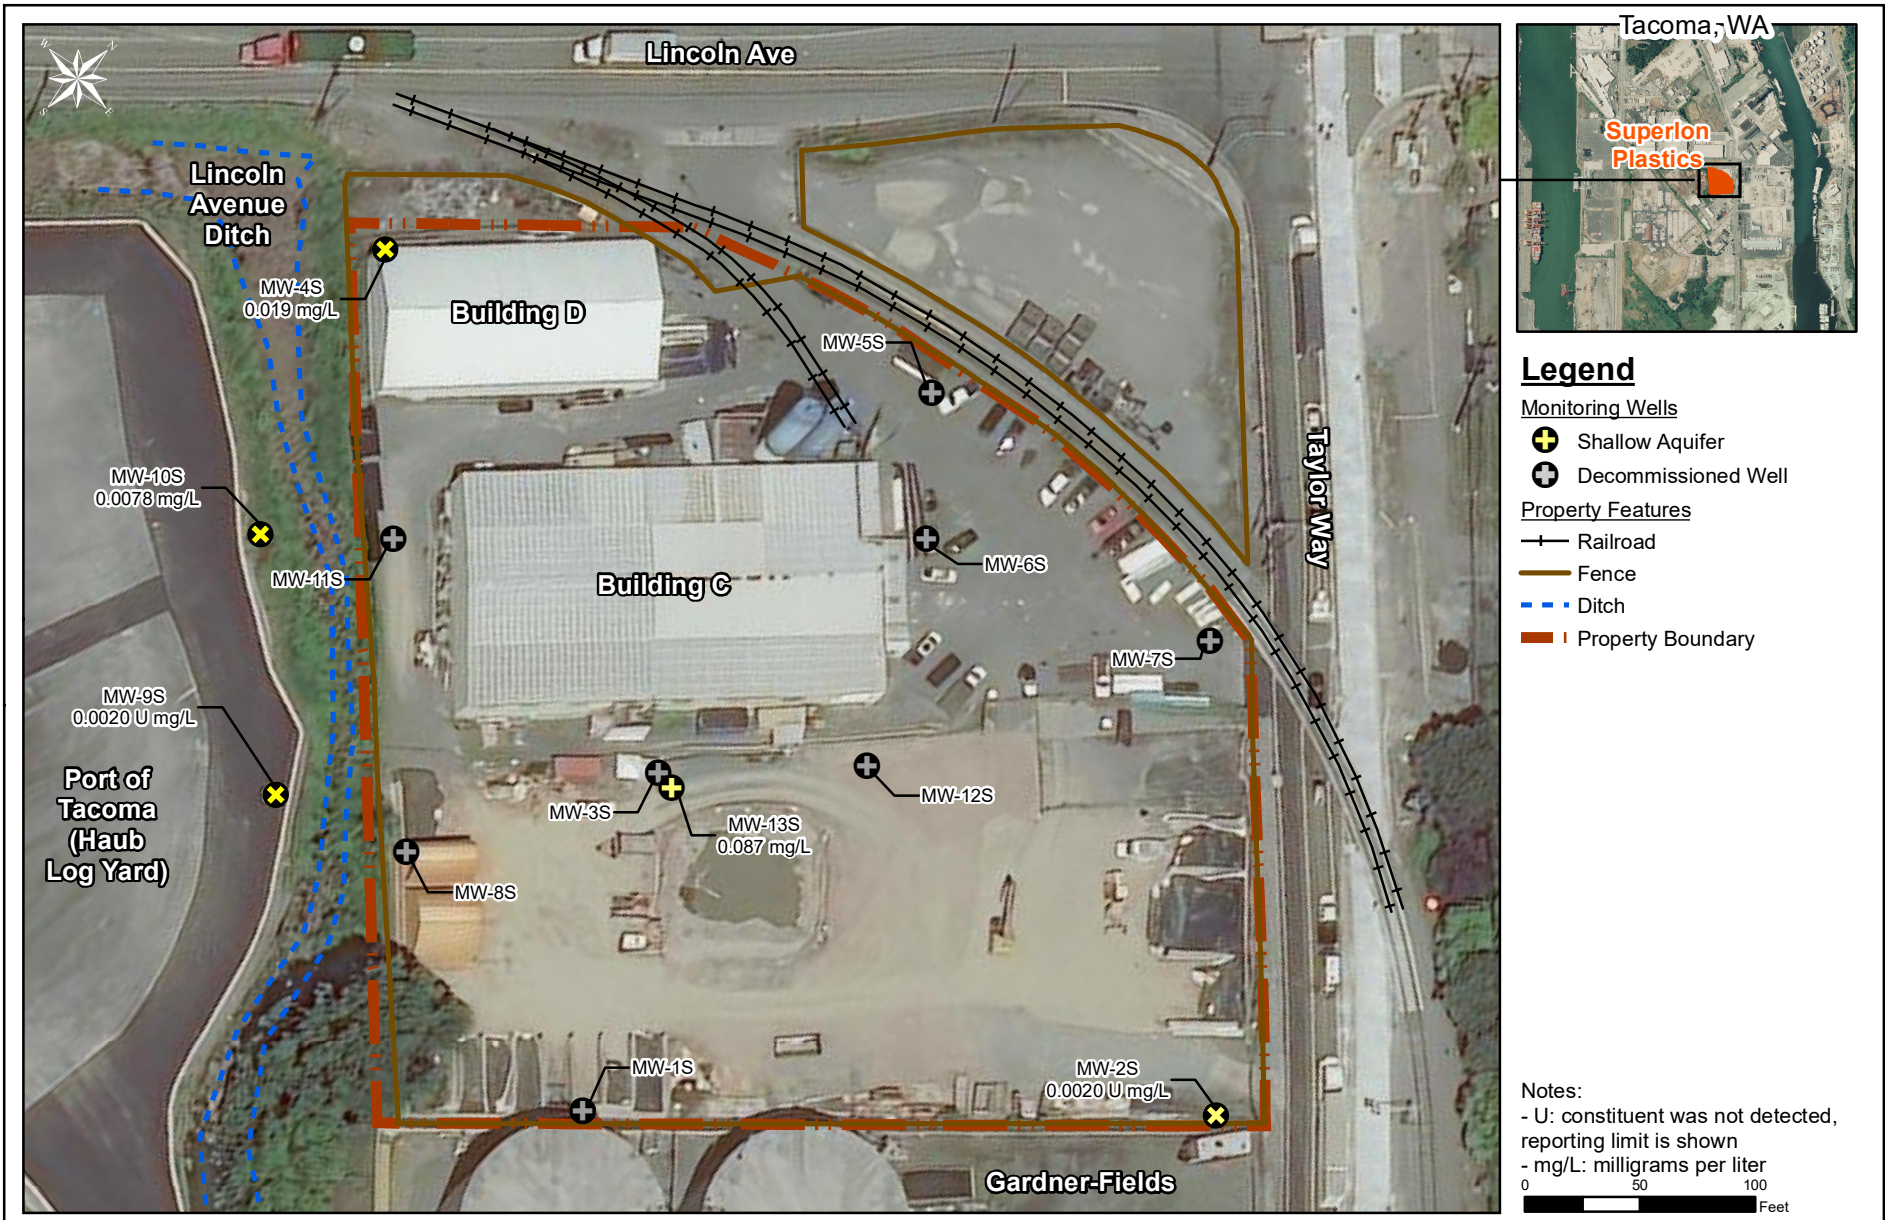 Lincoln Ave
W
N
S
E
Lincoln
Avenue
Ditch
MW-4S
0.019 mg/L
Building D
MW-5S
Taylor Way
MW-10S
0.0078 mg/L
MW-11S
Building C
MW-6S
MW-7S
MW-9S
0.0020 U mg/L
Port of
Tacoma
(Haub
Log Yard)
MW-3S
MW-13S
0.087 mg/L
MW-12S
MW-8S
MW-1S
MW-2S
0.0020 U mg/L
Gardner-Fields
Tacoma, WA
Superlon
Plastics
Legend
Monitoring Wells
Shallow Aquifer
Decommissioned Well
Property Features
Railroad
Fence
Ditch
Property Boundary
Notes:
- U: constituent was not detected,
reporting limit is shown
- mg/L: milligrams per liter
0 50 100
Feet